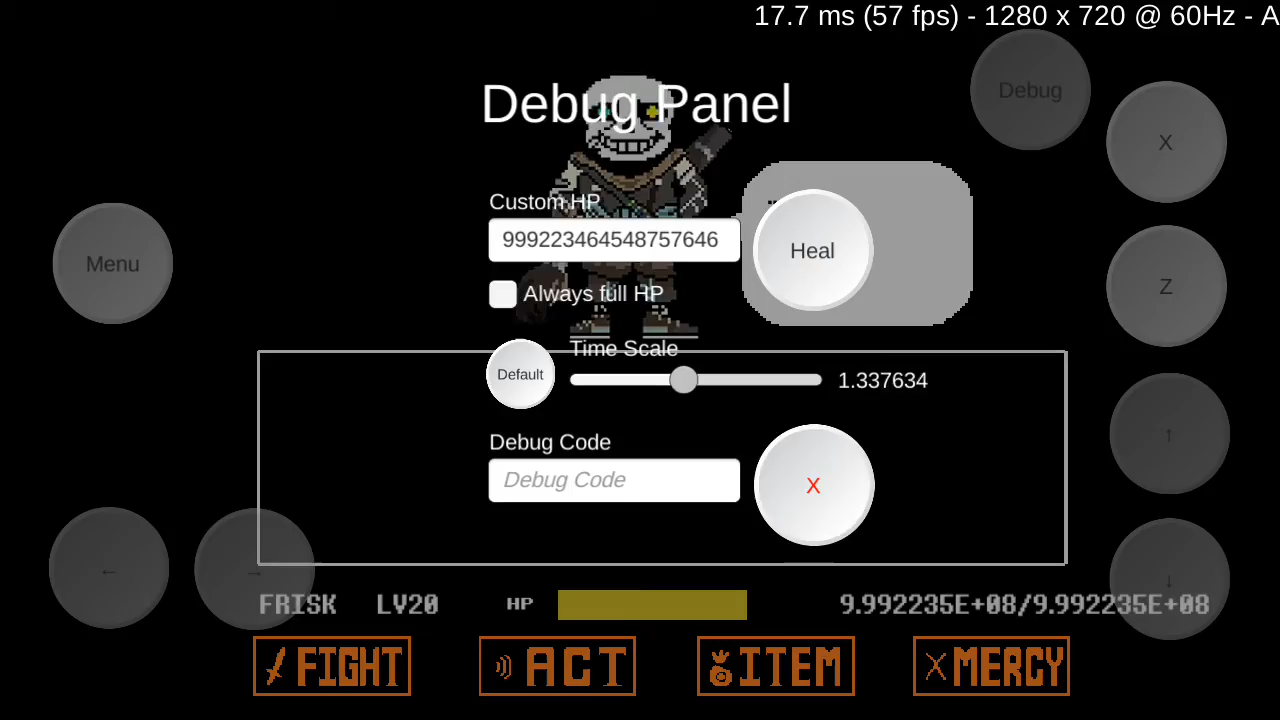 17.7 ms (57 fps) - 1280 x 720 @ 60Hz - A
Debug Panel
Debug
X
Custom HP
999223464548757646
Heal
Menu
Z
Always full HP
Time Scale
Default
1.337634
↑
Debug Code
Debug Code
X
←
→
↓
FRISK LV20 HP 9.992235E+08/9.992235E+08
FIGHT ACT ITEM MERCY